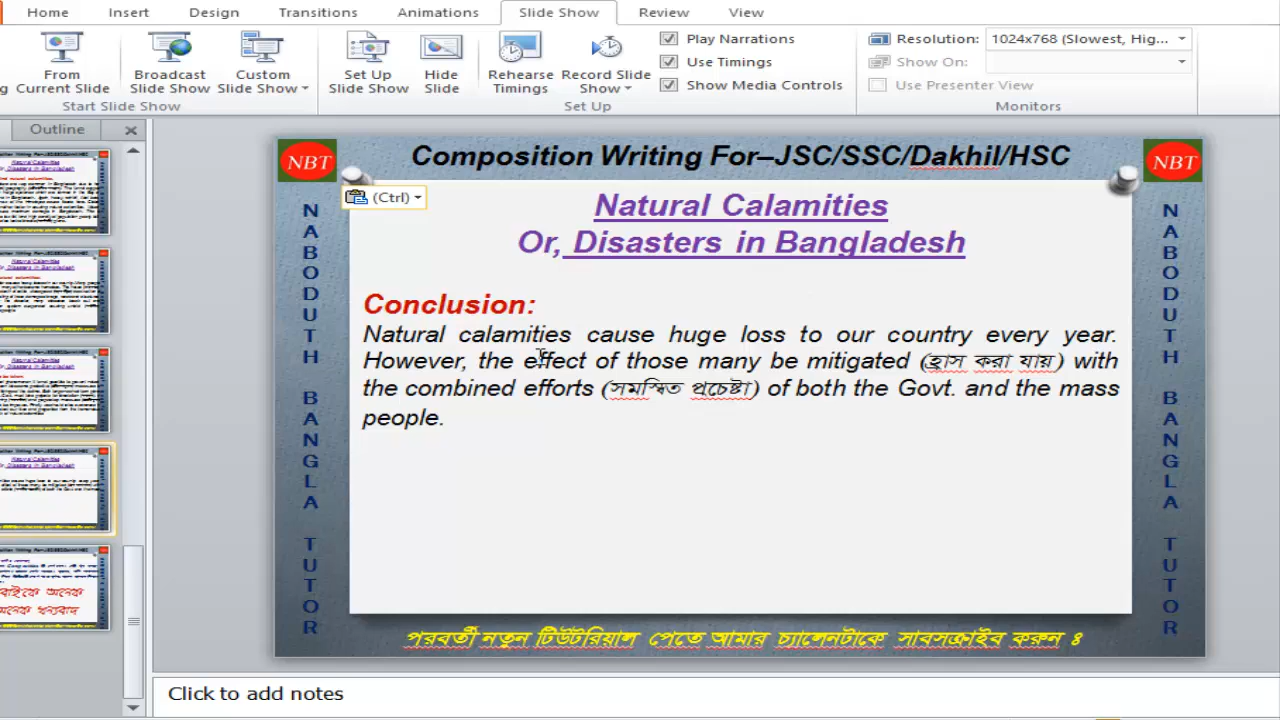 Home Insert Design Transitions Animations Slide Show Review View
From Current Slide
Broadcast Slide Show
Custom Slide Show
Start Slide Show
Set Up Slide Show
Hide Slide
Rehearse Timings
Record Slide Show
Play Narrations
Use Timings
Show Media Controls
Set Up
Resolution: 1024x768 (Slowest, Hig...
Show On:
Use Presenter View
Monitors
Outline
NBT
Composition Writing For–JSC/SSC/Dakhil/HSC
NBT
(Ctrl)
Natural Calamities
Or, Disasters in Bangladesh
Conclusion:
Natural calamities cause huge loss to our country every year.
However, the effect of those many be mitigated (হ্রাস করা যায়) with
the combined efforts (সমন্বিত প্রচেষ্টা) of both the Govt. and the mass
people.
NABODUTH BANGLA TUTOR
NABODUTH BANGLA TUTOR
পরবর্তী নতুন টিউটরিয়াল পেতে আমার চ্যানেলটাকে সাবসক্রাইব করুন ঃ
Click to add notes